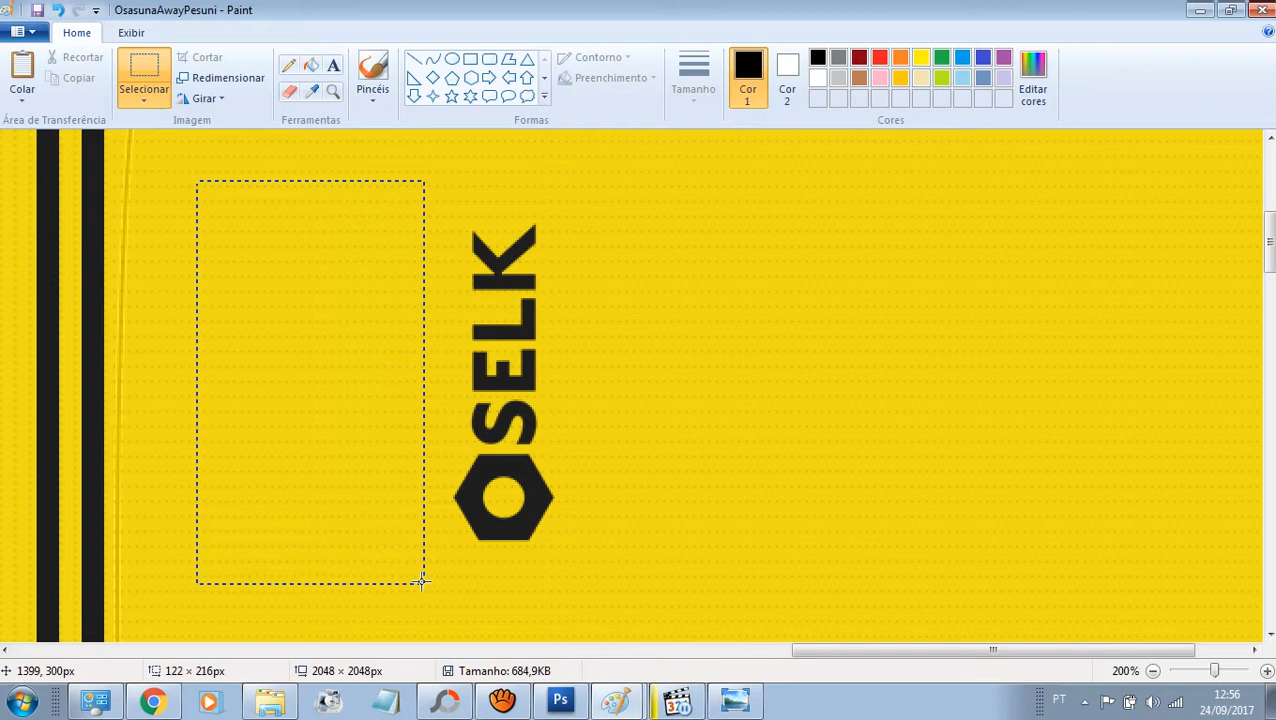 OsasunaAwayPesuni - Paint
Home
Exibir
Colar
Recortar
Copiar
Área de Transferência
Selecionar
Cortar
Redimensionar
Girar
Imagem
A
Ferramentas
Pincéis
Contorno
Preenchimento
Formas
Tamanho
Cor
1
Cor
2
Editar
cores
Cores
OSELK
1399, 300px
122 × 216px
2048 × 2048px
Tamanho: 684,9KB
200%
Ps
PT
12:56
24/09/2017